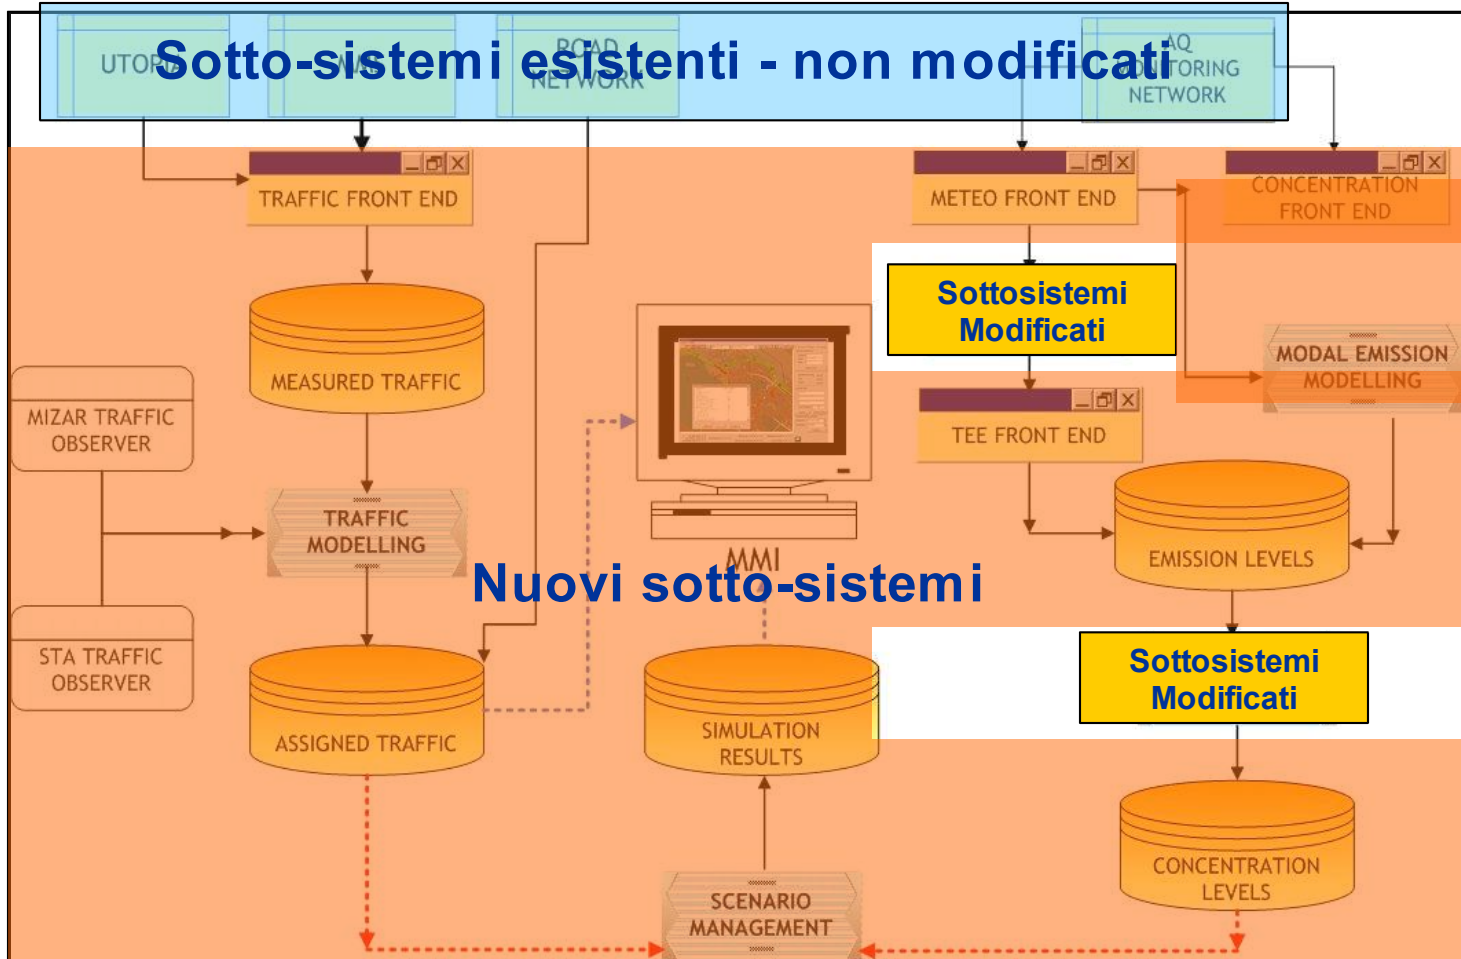 Sotto-sistemi esistenti - non modificati
UTOPIA
ROAD
NETWORK
AQ
MONITORING
NETWORK
TRAFFIC FRONT END
METEO FRONT END
CONCENTRATION
FRONT END
Sottosistemi
Modificati
MEASURED TRAFFIC
MODAL EMISSION
MODELLING
MIZAR TRAFFIC
OBSERVER
TEE FRONT END
TRAFFIC
MODELLING
MMI
EMISSION LEVELS
Nuovi sotto-sistemi
STA TRAFFIC
OBSERVER
Sottosistemi
Modificati
ASSIGNED TRAFFIC
SIMULATION
RESULTS
CONCENTRATION
LEVELS
SCENARIO
MANAGEMENT